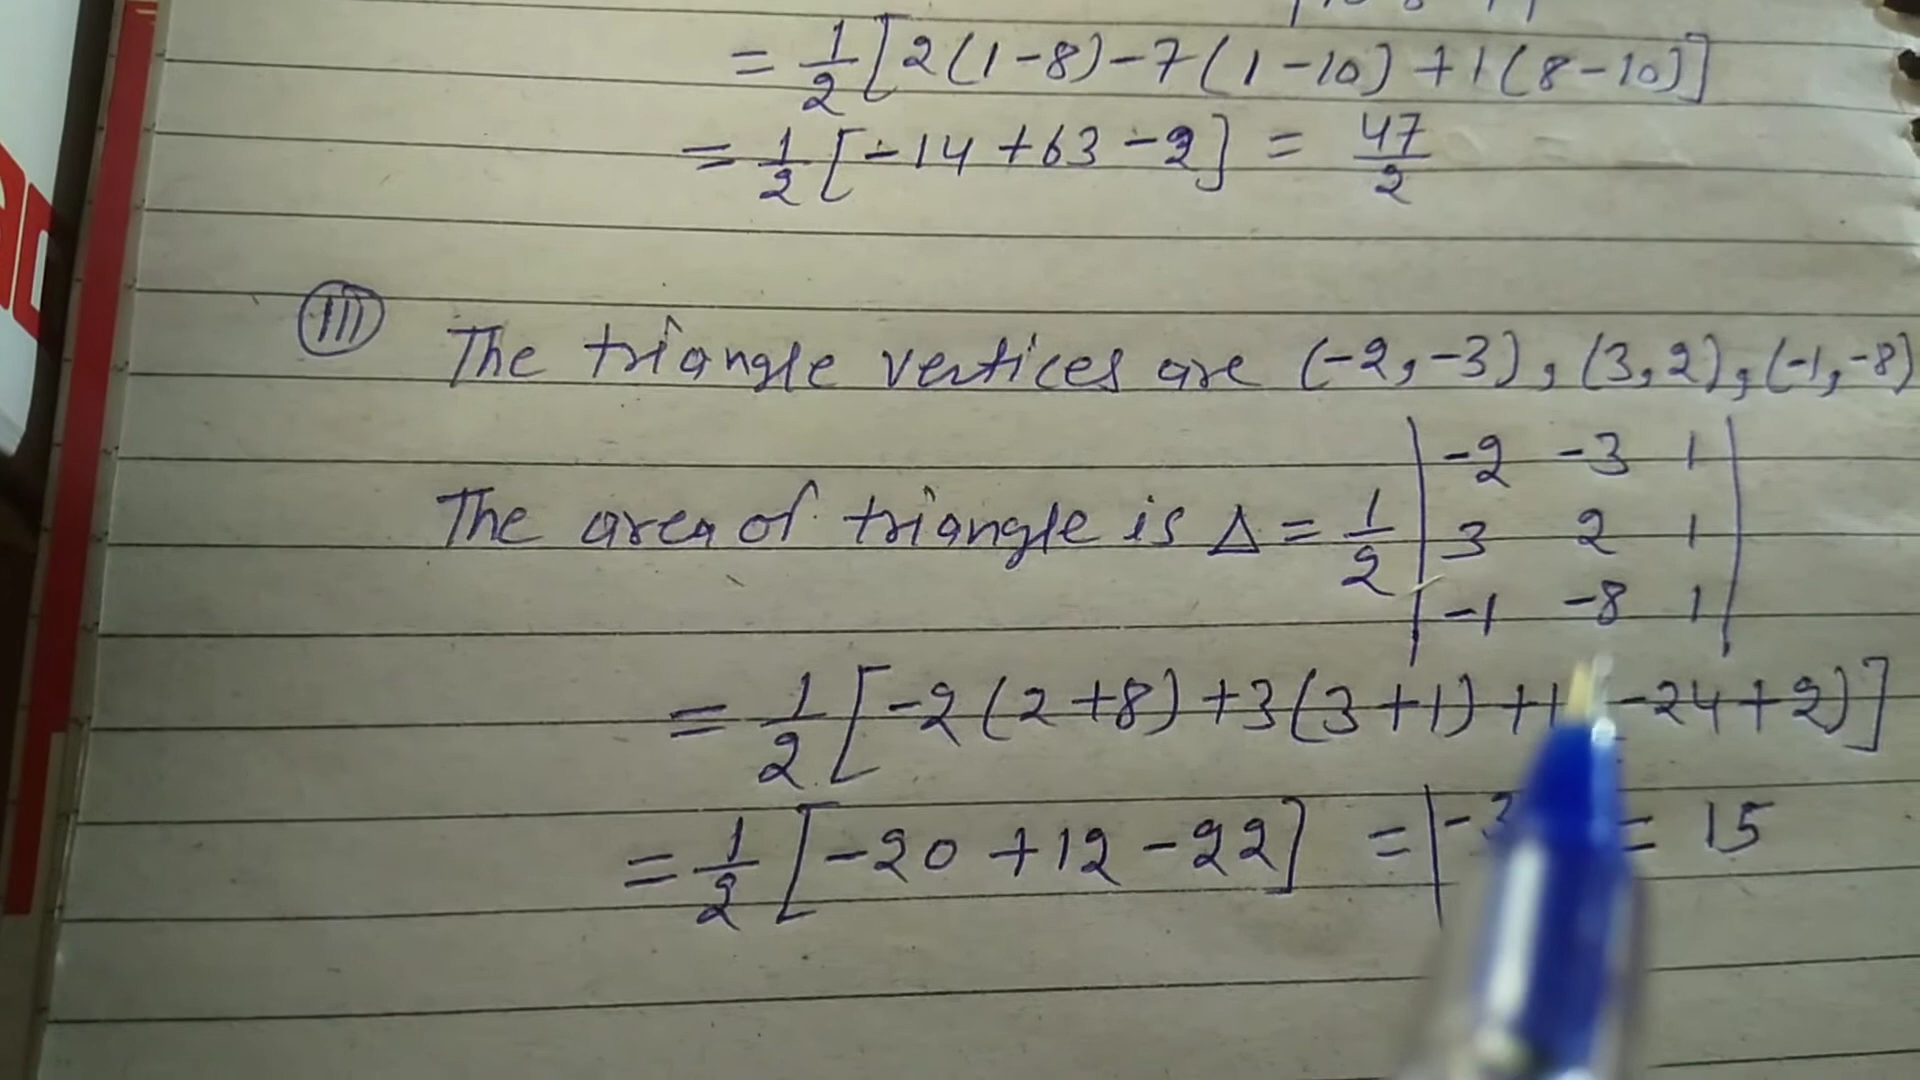 = 1/2 [2(1-8)-7(1-10)+1(8-10)]
= 1/2 [-14+63-2] = 47/2
(III) The triangle vertices are (-2,-3), (3,2), (-1,-8)
The area of triangle is Δ = 1/2 | -2 -3 1
3 2 1
-1 -8 1 |
= 1/2 [-2(2+8)+3(3+1)+1 -24+2)]
= 1/2 [-20+12-22] = |-3 = 15